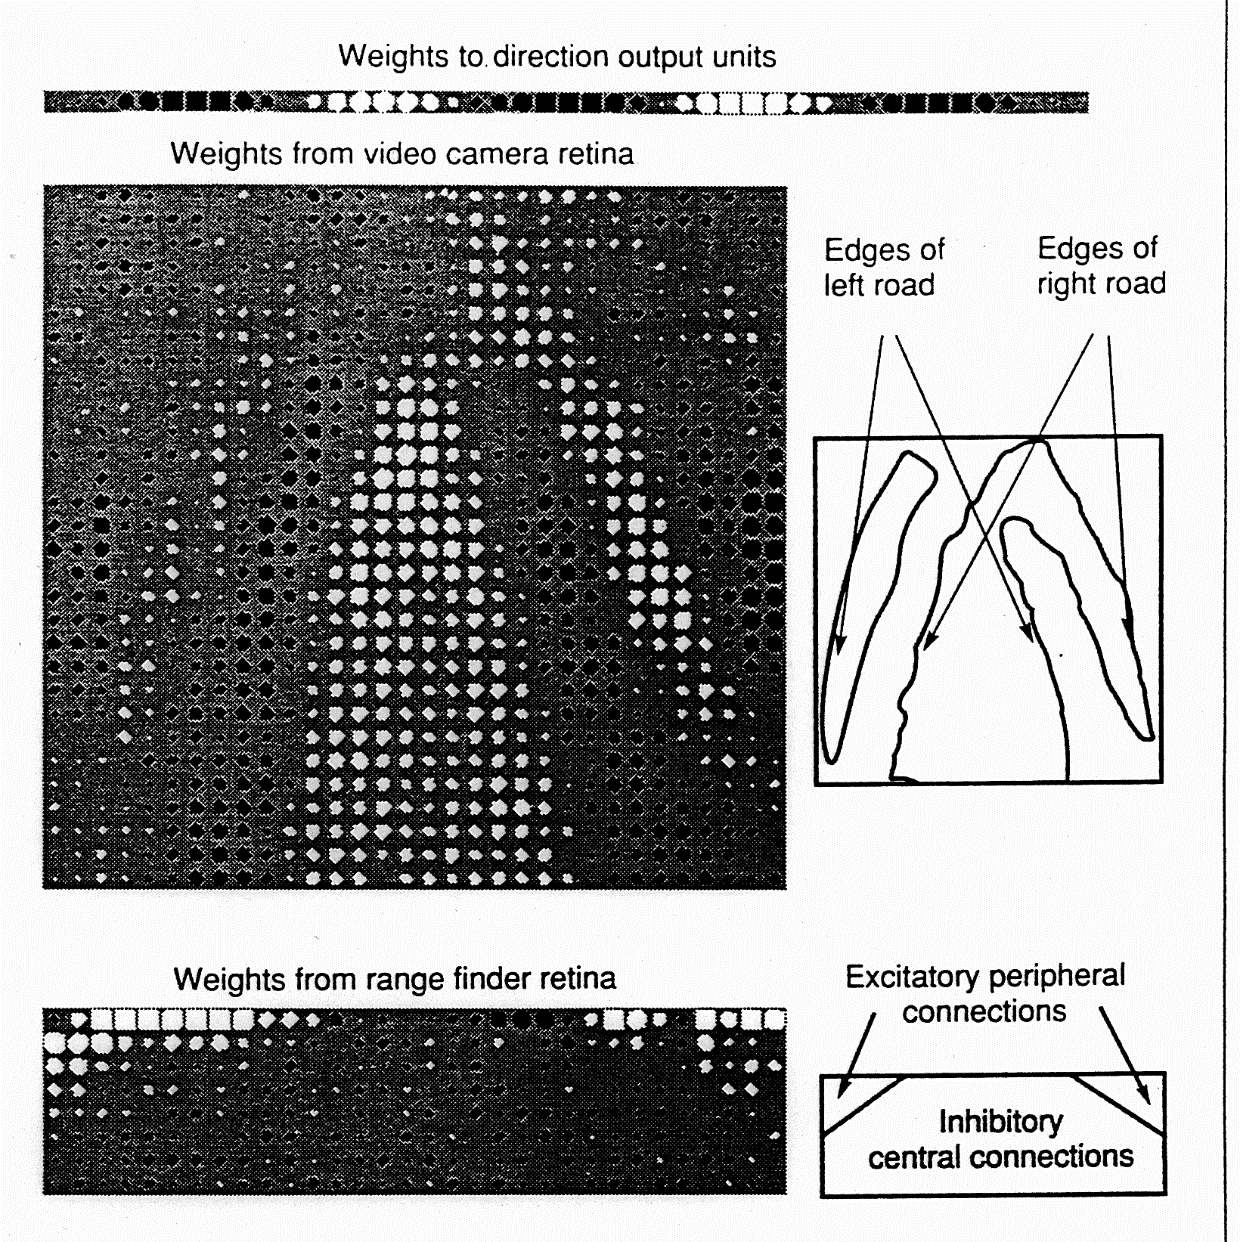 Weights to direction output units
Weights from video camera retina
Edges of
left road
Edges of
right road
Weights from range finder retina
Excitatory peripheral
connections
Inhibitory
central connections